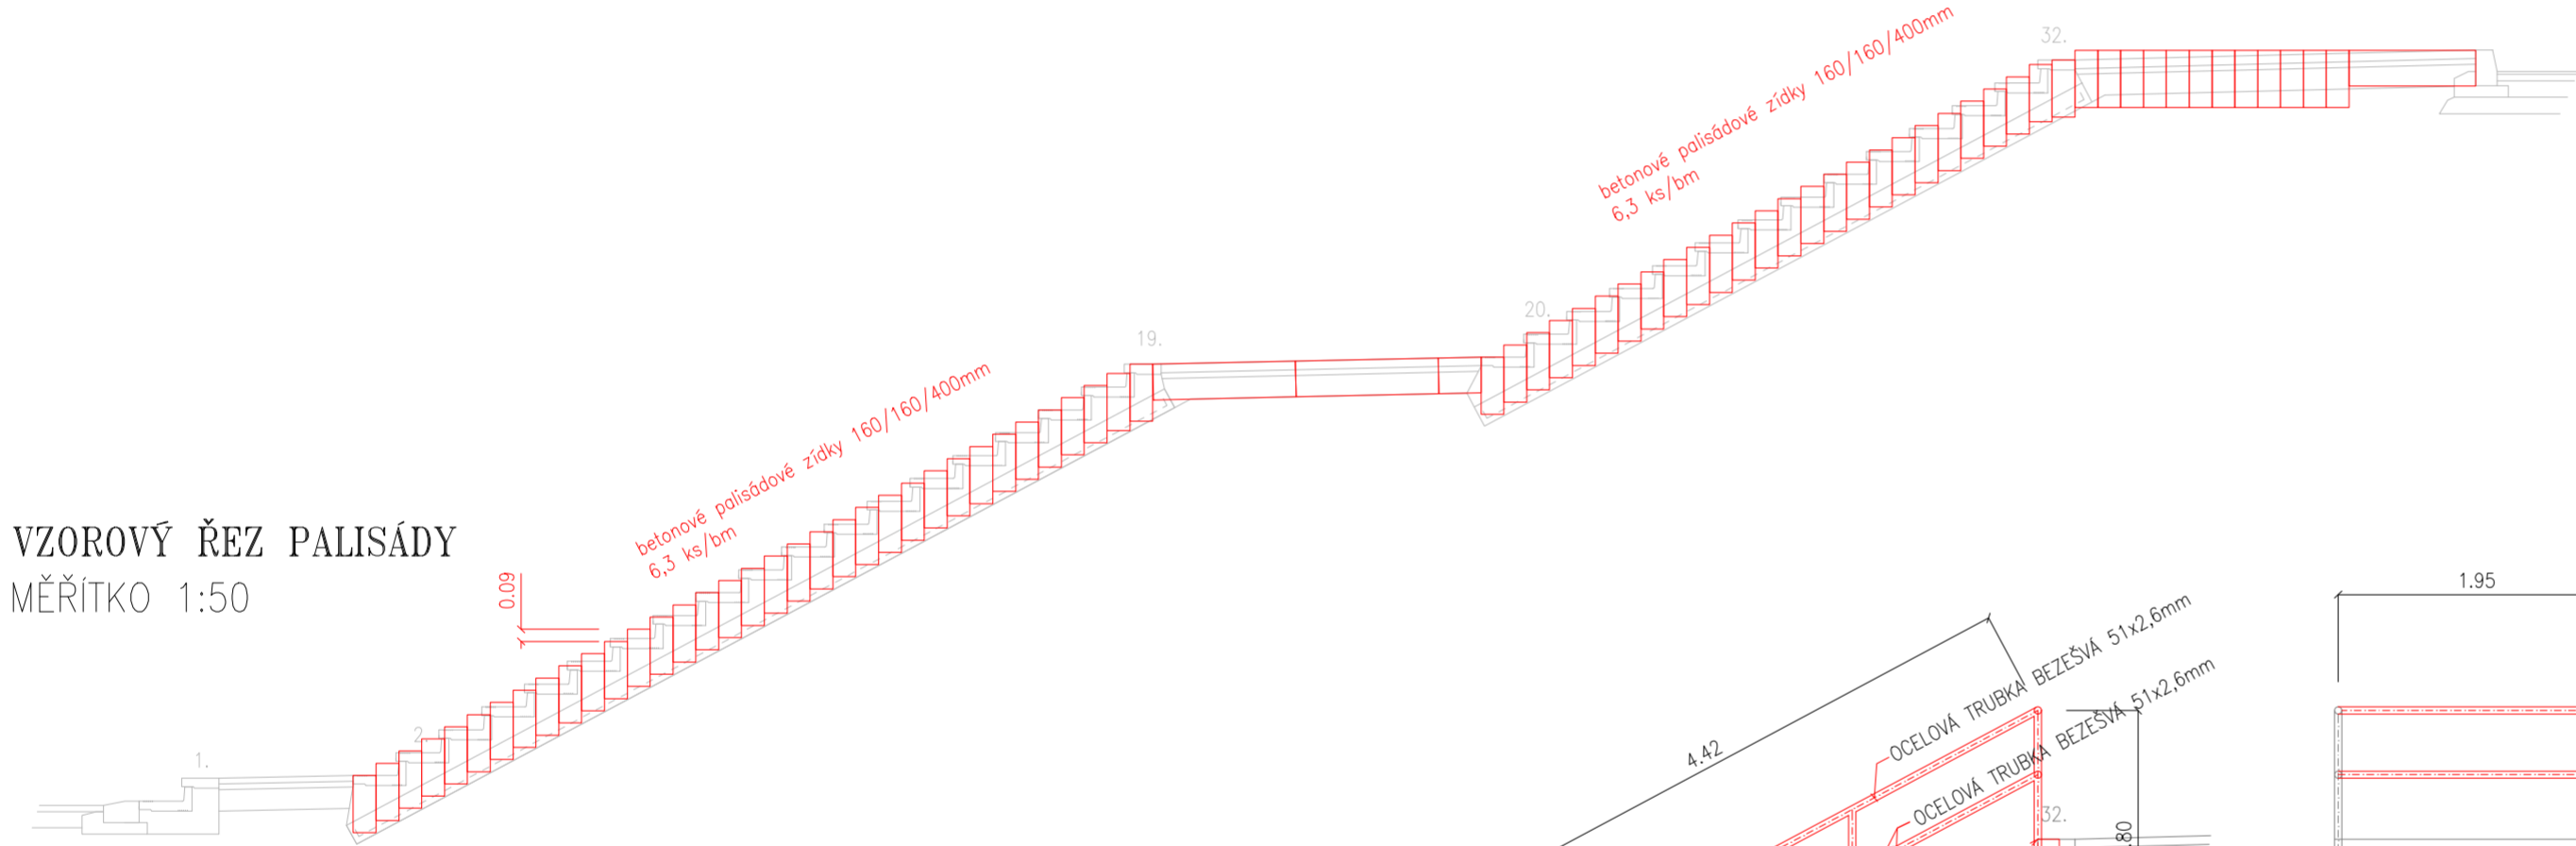 32.
betonové palisádové zídky 160/160/400mm
6,3 ks/bm
20.
19.
betonové palisádové zídky 160/160/400mm
6,3 ks/bm
VZOROVÝ ŘEZ PALISÁDY
MĚŘÍTKO 1:50
0.09
2.
1.
1.95
4.42
OCELOVÁ TRUBKA BEZEŠVÁ 51x2,6mm
OCELOVÁ TRUBKA BEZEŠVÁ 51x2,6mm
32.
.80